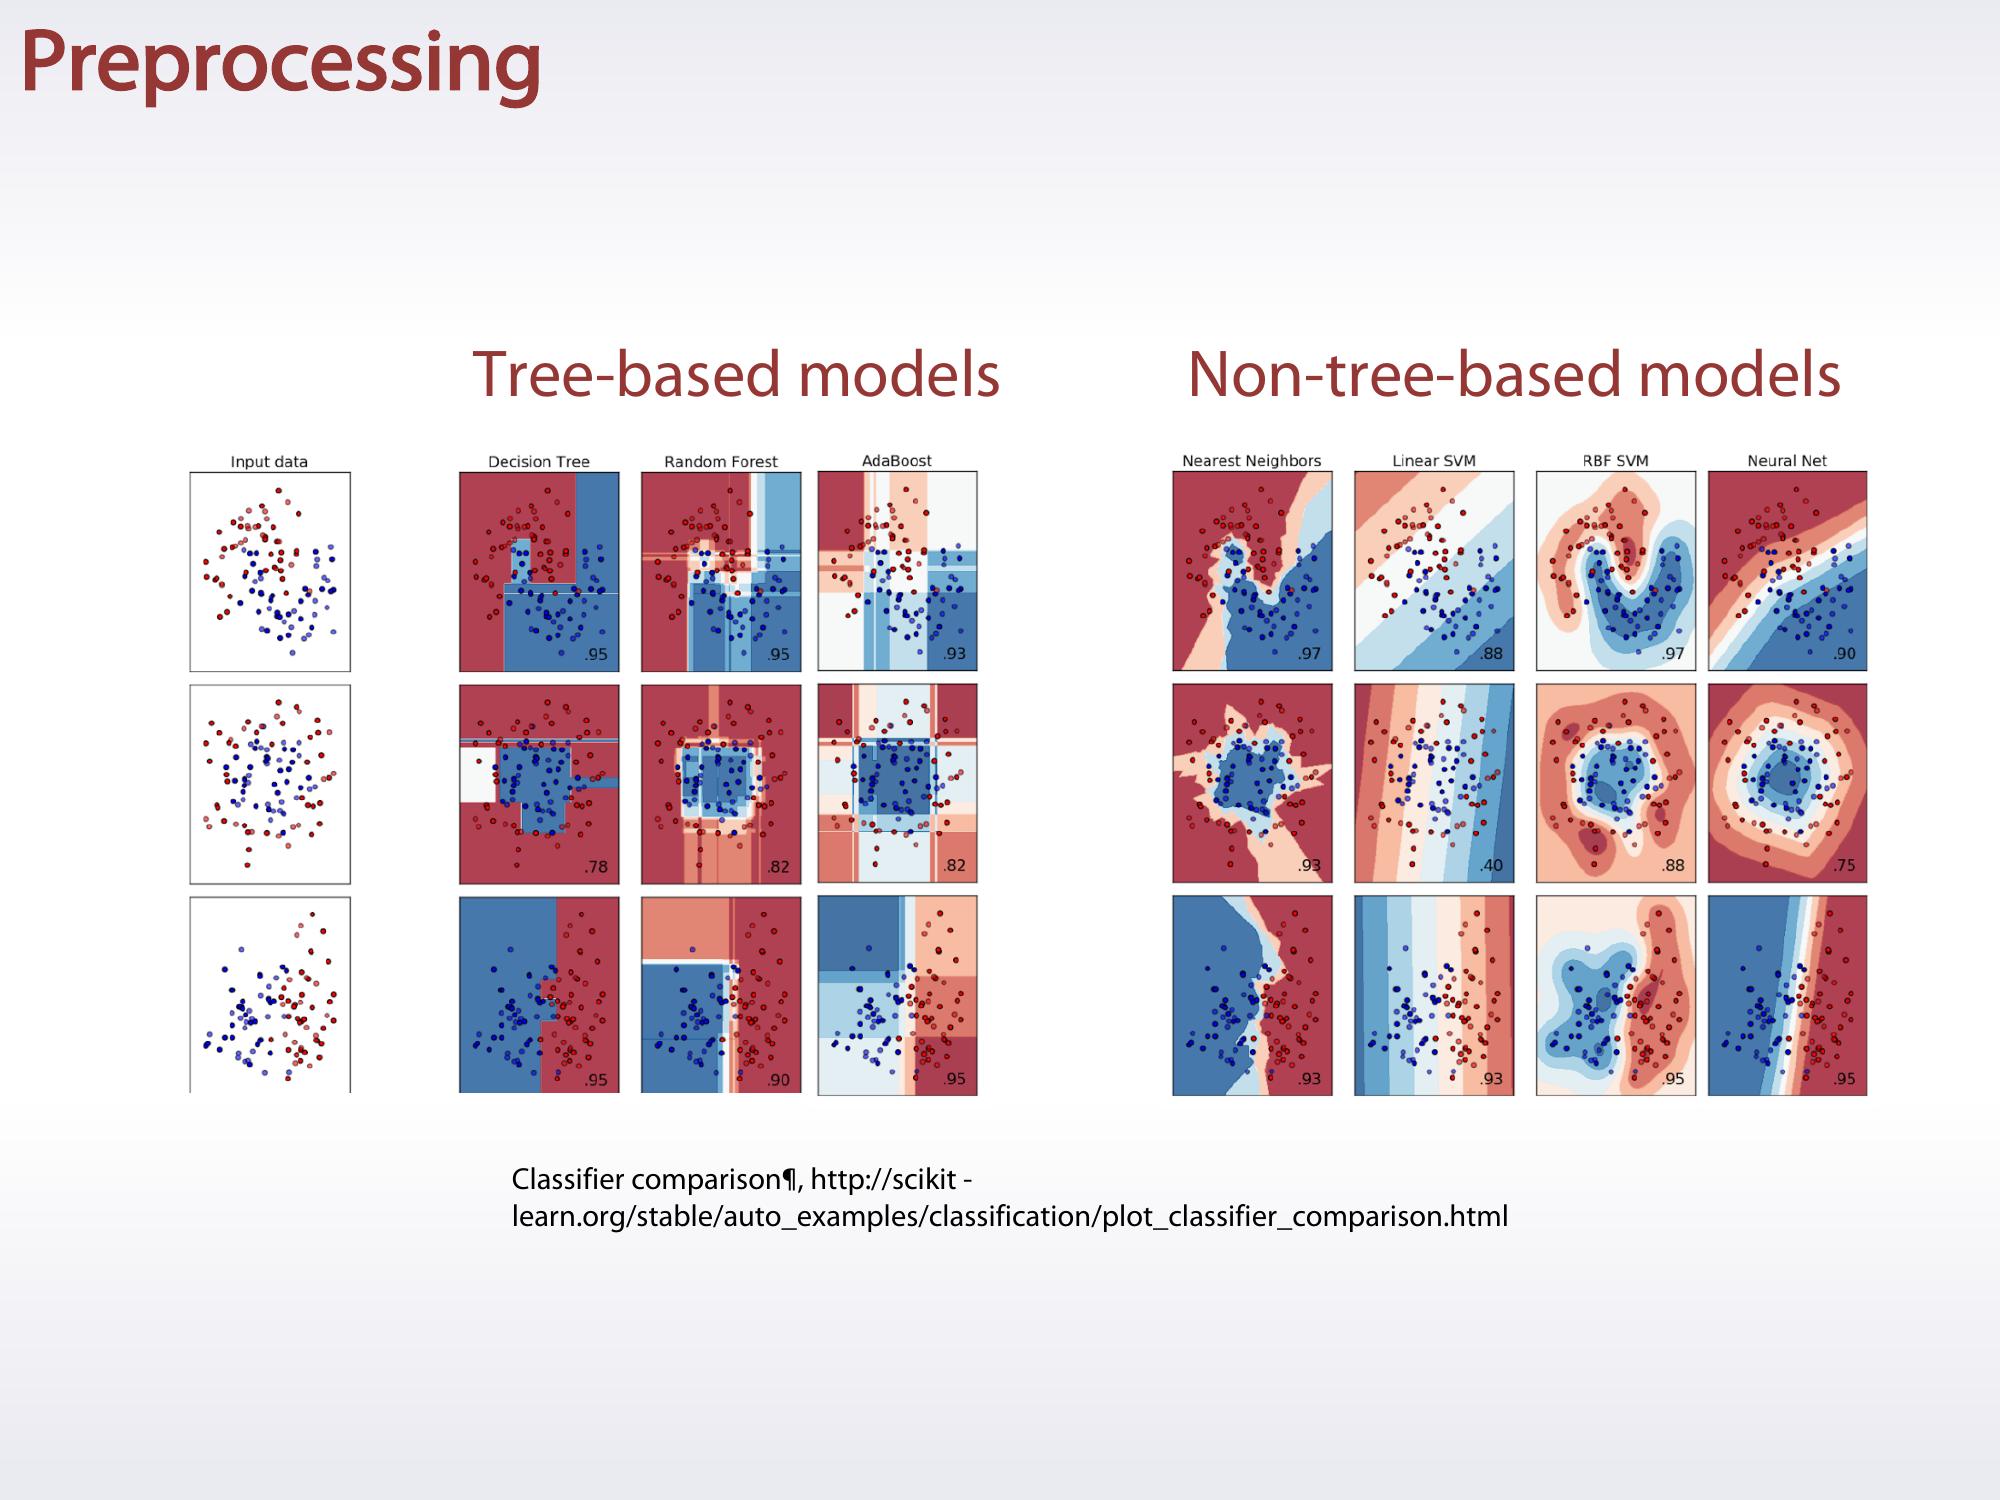 Preprocessing
Tree-based models
Non-tree-based models
Input data
Decision Tree
Random Forest
AdaBoost
Nearest Neighbors
Linear SVM
RBF SVM
Neural Net
.95
.95
.93
.97
.88
.97
.90
.78
.82
.82
.93
.40
.88
.75
.95
.90
.95
.93
.93
.95
.95
Classifier comparison¶, http://scikit -
learn.org/stable/auto_examples/classification/plot_classifier_comparison.html